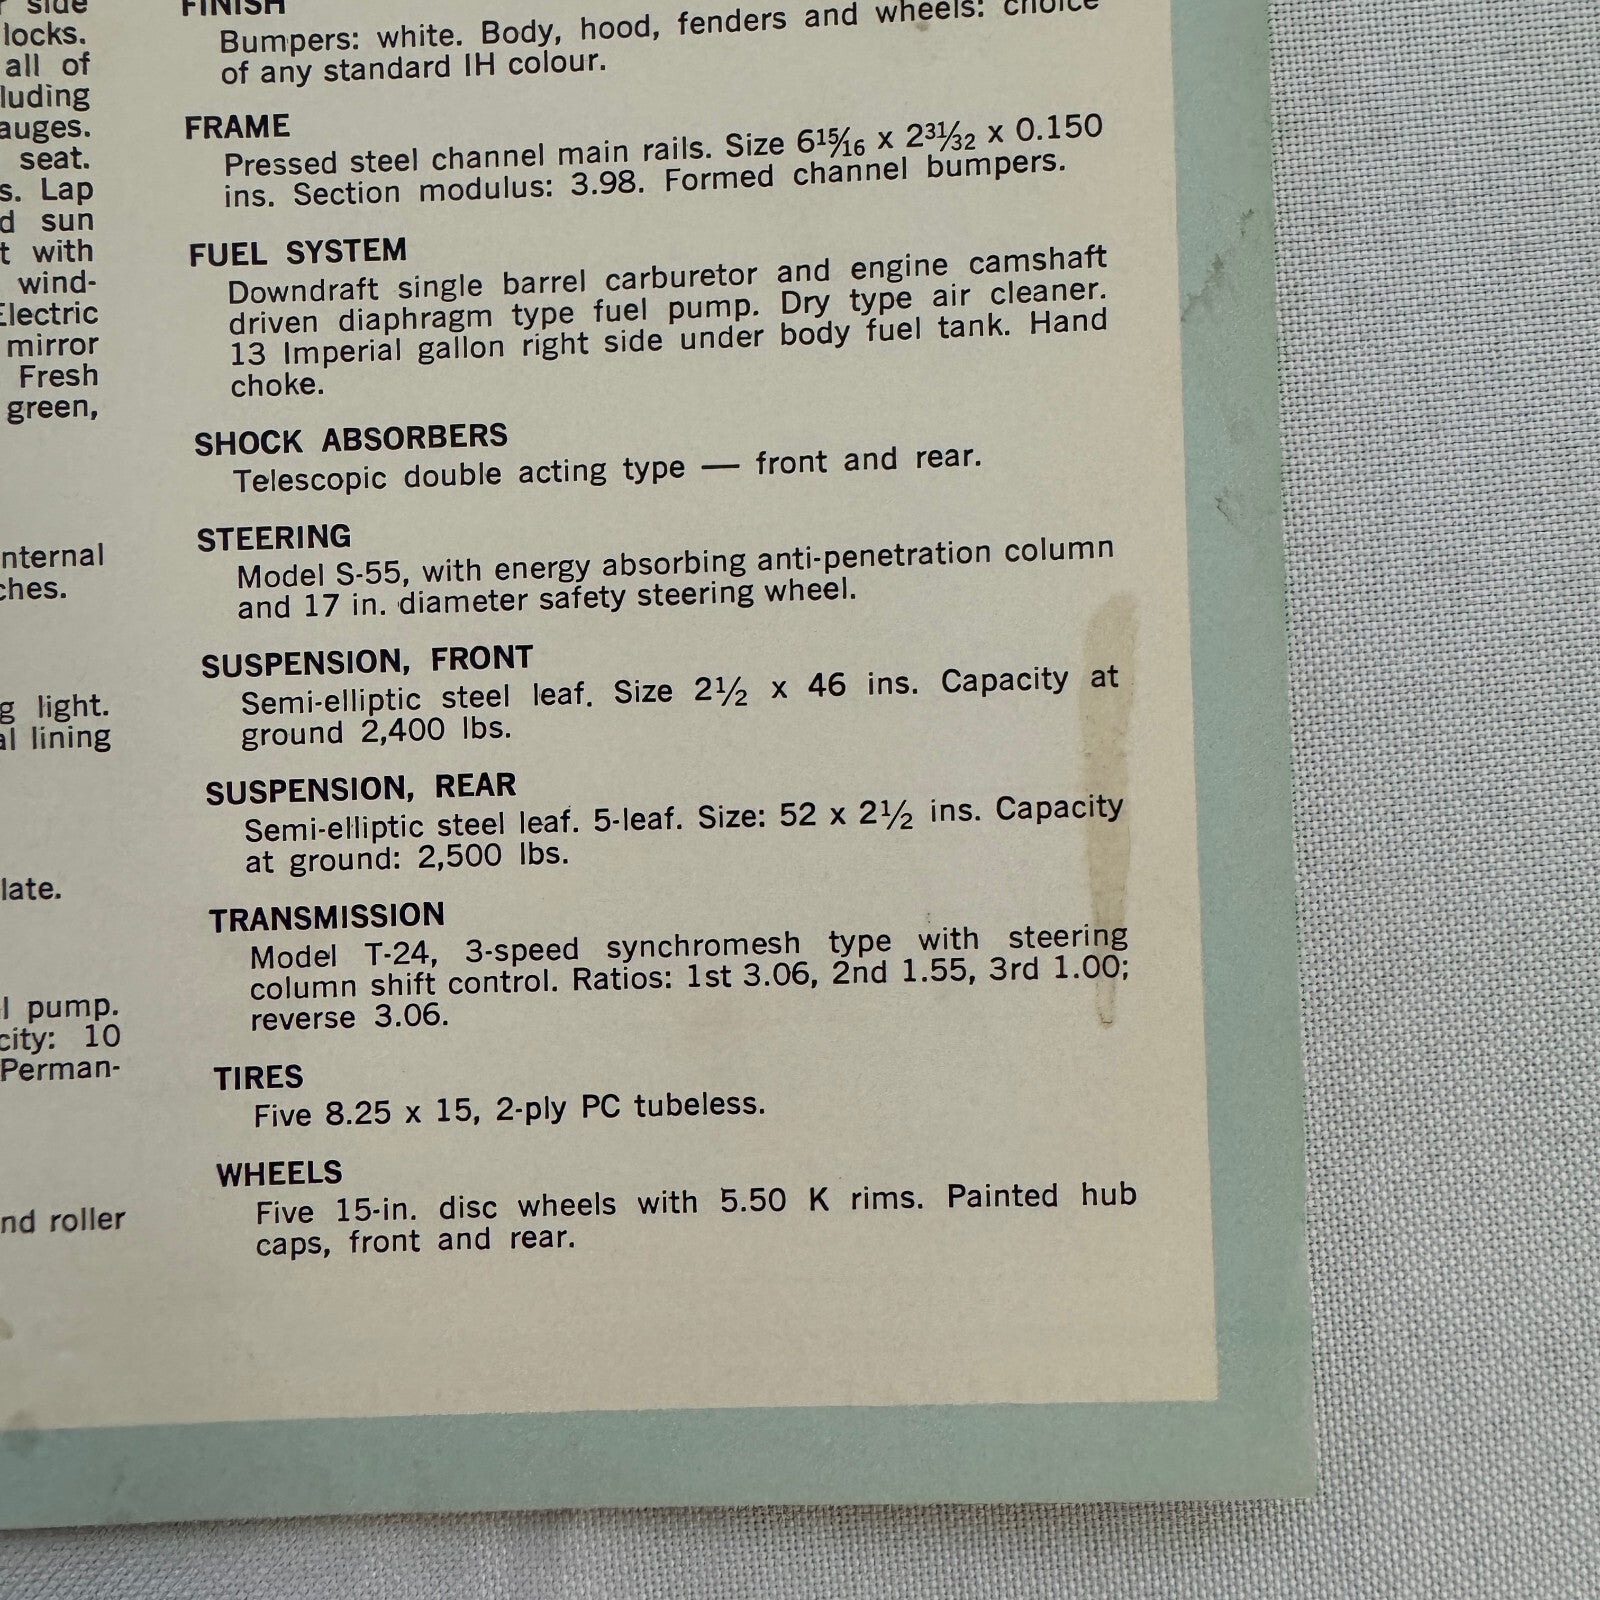 side
locks.
all of
luding
auges.
seat.
s. Lap
d sun
t with
wind-
Electric
mirror
Fresh
green,
nternal
ches.
g light.
al lining
late.
l pump.
city: 10
Perman-
nd roller
FINISH
Bumpers: white. Body, hood, fenders and wheels: choice
of any standard IH colour.
FRAME
Pressed steel channel main rails. Size 6 15/16 x 2 31/32 x 0.150
ins. Section modulus: 3.98. Formed channel bumpers.
FUEL SYSTEM
Downdraft single barrel carburetor and engine camshaft
driven diaphragm type fuel pump. Dry type air cleaner.
13 Imperial gallon right side under body fuel tank. Hand
choke.
SHOCK ABSORBERS
Telescopic double acting type — front and rear.
STEERING
Model S-55, with energy absorbing anti-penetration column
and 17 in. diameter safety steering wheel.
SUSPENSION, FRONT
Semi-elliptic steel leaf. Size 2½ x 46 ins. Capacity at
ground 2,400 lbs.
SUSPENSION, REAR
Semi-elliptic steel leaf. 5-leaf. Size: 52 x 2½ ins. Capacity
at ground: 2,500 lbs.
TRANSMISSION
Model T-24, 3-speed synchromesh type with steering
column shift control. Ratios: 1st 3.06, 2nd 1.55, 3rd 1.00;
reverse 3.06.
TIRES
Five 8.25 x 15, 2-ply PC tubeless.
WHEELS
Five 15-in. disc wheels with 5.50 K rims. Painted hub
caps, front and rear.